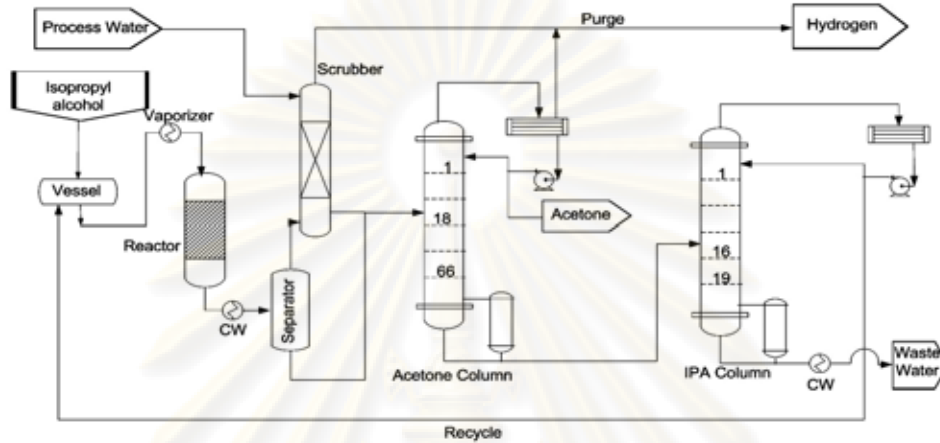 Purge
Process Water
Hydrogen
Scrubber
Isopropyl
alcohol
Vaporizer
Vessel
1
1
Acetone
18
Reactor
16
66
19
Separator
CW
Acetone Column
IPA Column
CW
Waste
Water
Recycle